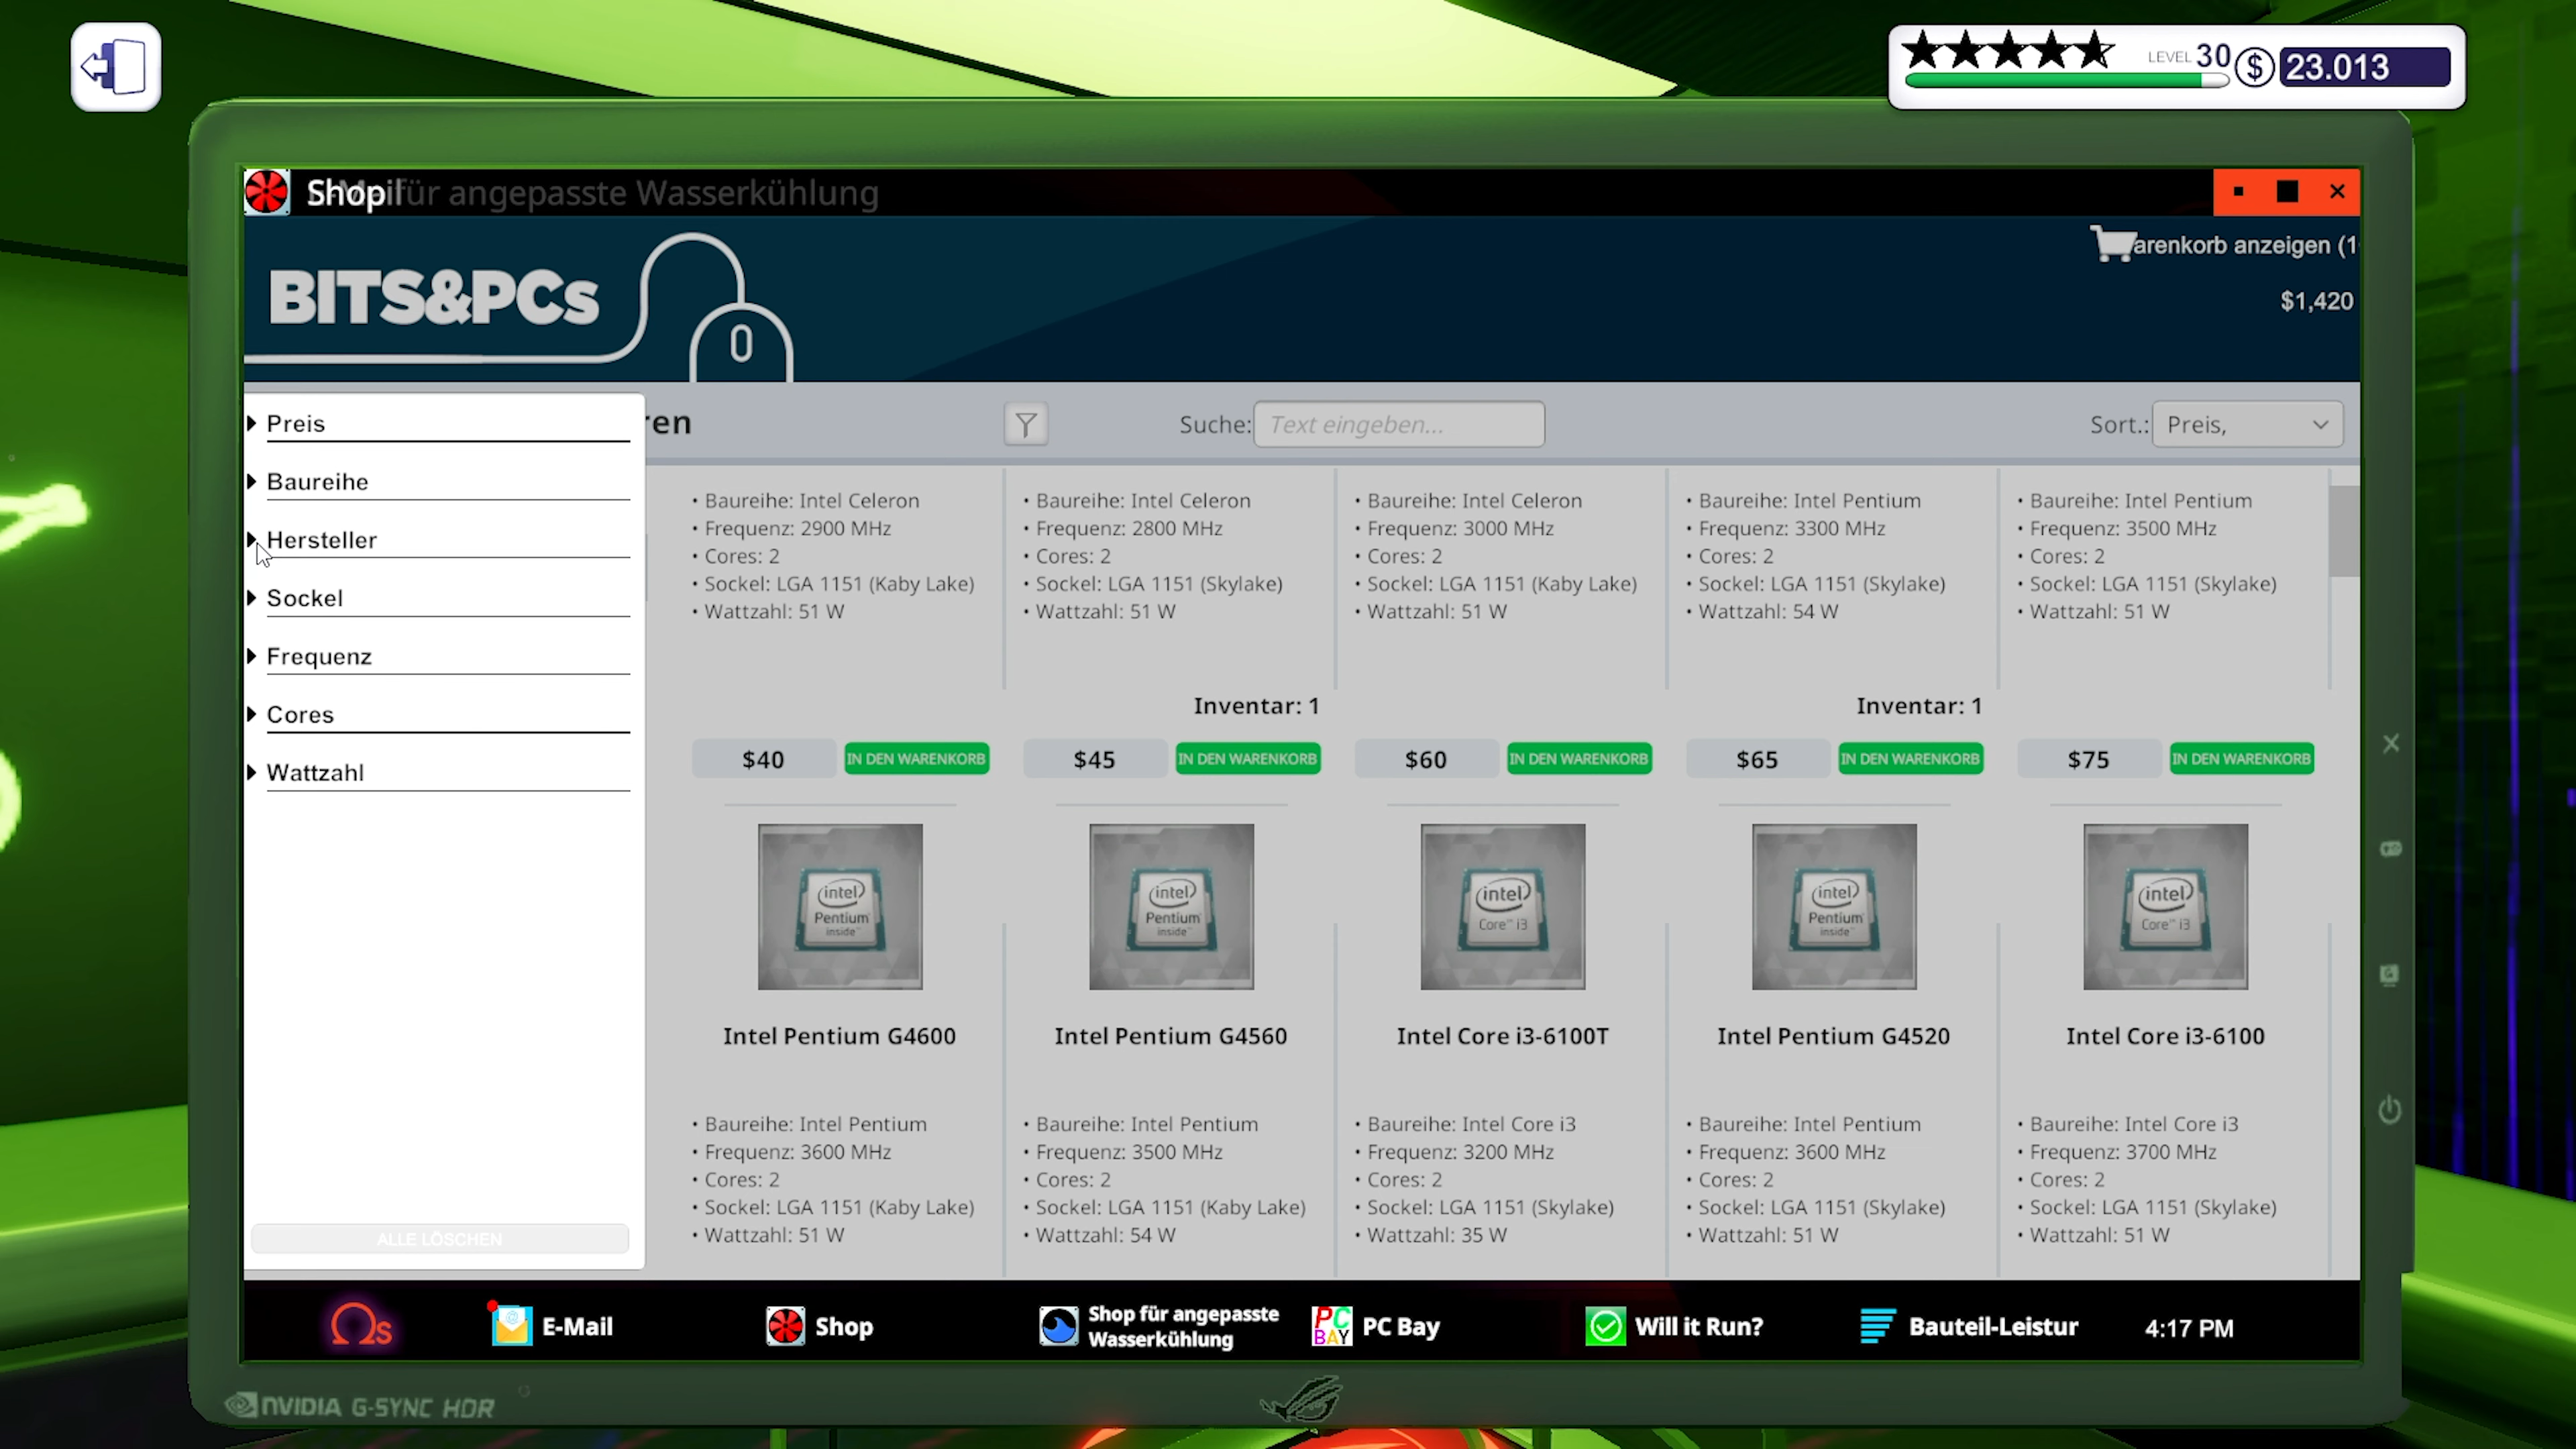 LEVEL 30 $ 23.013
Shop
für angepasste Wasserkühlung
BITS&PCs
arenkorb anzeigen (1
$1,420
Preis
Baureihe
Hersteller
Sockel
Frequenz
Cores
Wattzahl
ALLE LÖSCHEN
ren
Suche: Text eingeben...
Sort.: Preis,
• Baureihe: Intel Celeron
• Frequenz: 2900 MHz
• Cores: 2
• Sockel: LGA 1151 (Kaby Lake)
• Wattzahl: 51 W
$40 IN DEN WARENKORB
• Baureihe: Intel Celeron
• Frequenz: 2800 MHz
• Cores: 2
• Sockel: LGA 1151 (Skylake)
• Wattzahl: 51 W
Inventar: 1
$45 IN DEN WARENKORB
• Baureihe: Intel Celeron
• Frequenz: 3000 MHz
• Cores: 2
• Sockel: LGA 1151 (Kaby Lake)
• Wattzahl: 51 W
$60 IN DEN WARENKORB
• Baureihe: Intel Pentium
• Frequenz: 3300 MHz
• Cores: 2
• Sockel: LGA 1151 (Skylake)
• Wattzahl: 54 W
Inventar: 1
$65 IN DEN WARENKORB
• Baureihe: Intel Pentium
• Frequenz: 3500 MHz
• Cores: 2
• Sockel: LGA 1151 (Skylake)
• Wattzahl: 51 W
$75 IN DEN WARENKORB
intel
Pentium
inside™
Intel Pentium G4600
• Baureihe: Intel Pentium
• Frequenz: 3600 MHz
• Cores: 2
• Sockel: LGA 1151 (Kaby Lake)
• Wattzahl: 51 W
intel
Pentium
inside™
Intel Pentium G4560
• Baureihe: Intel Pentium
• Frequenz: 3500 MHz
• Cores: 2
• Sockel: LGA 1151 (Kaby Lake)
• Wattzahl: 54 W
intel
Core™ i3
Intel Core i3-6100T
• Baureihe: Intel Core i3
• Frequenz: 3200 MHz
• Cores: 2
• Sockel: LGA 1151 (Skylake)
• Wattzahl: 35 W
intel
Pentium
inside™
Intel Pentium G4520
• Baureihe: Intel Pentium
• Frequenz: 3600 MHz
• Cores: 2
• Sockel: LGA 1151 (Skylake)
• Wattzahl: 51 W
intel
Core™ i3
Intel Core i3-6100
• Baureihe: Intel Core i3
• Frequenz: 3700 MHz
• Cores: 2
• Sockel: LGA 1151 (Skylake)
• Wattzahl: 51 W
Ωs
E-Mail
Shop
Shop für angepasste
Wasserkühlung
PC
BAY
PC Bay
Will it Run?
Bauteil-Leistur
4:17 PM
NVIDIA G-SYNC HDR